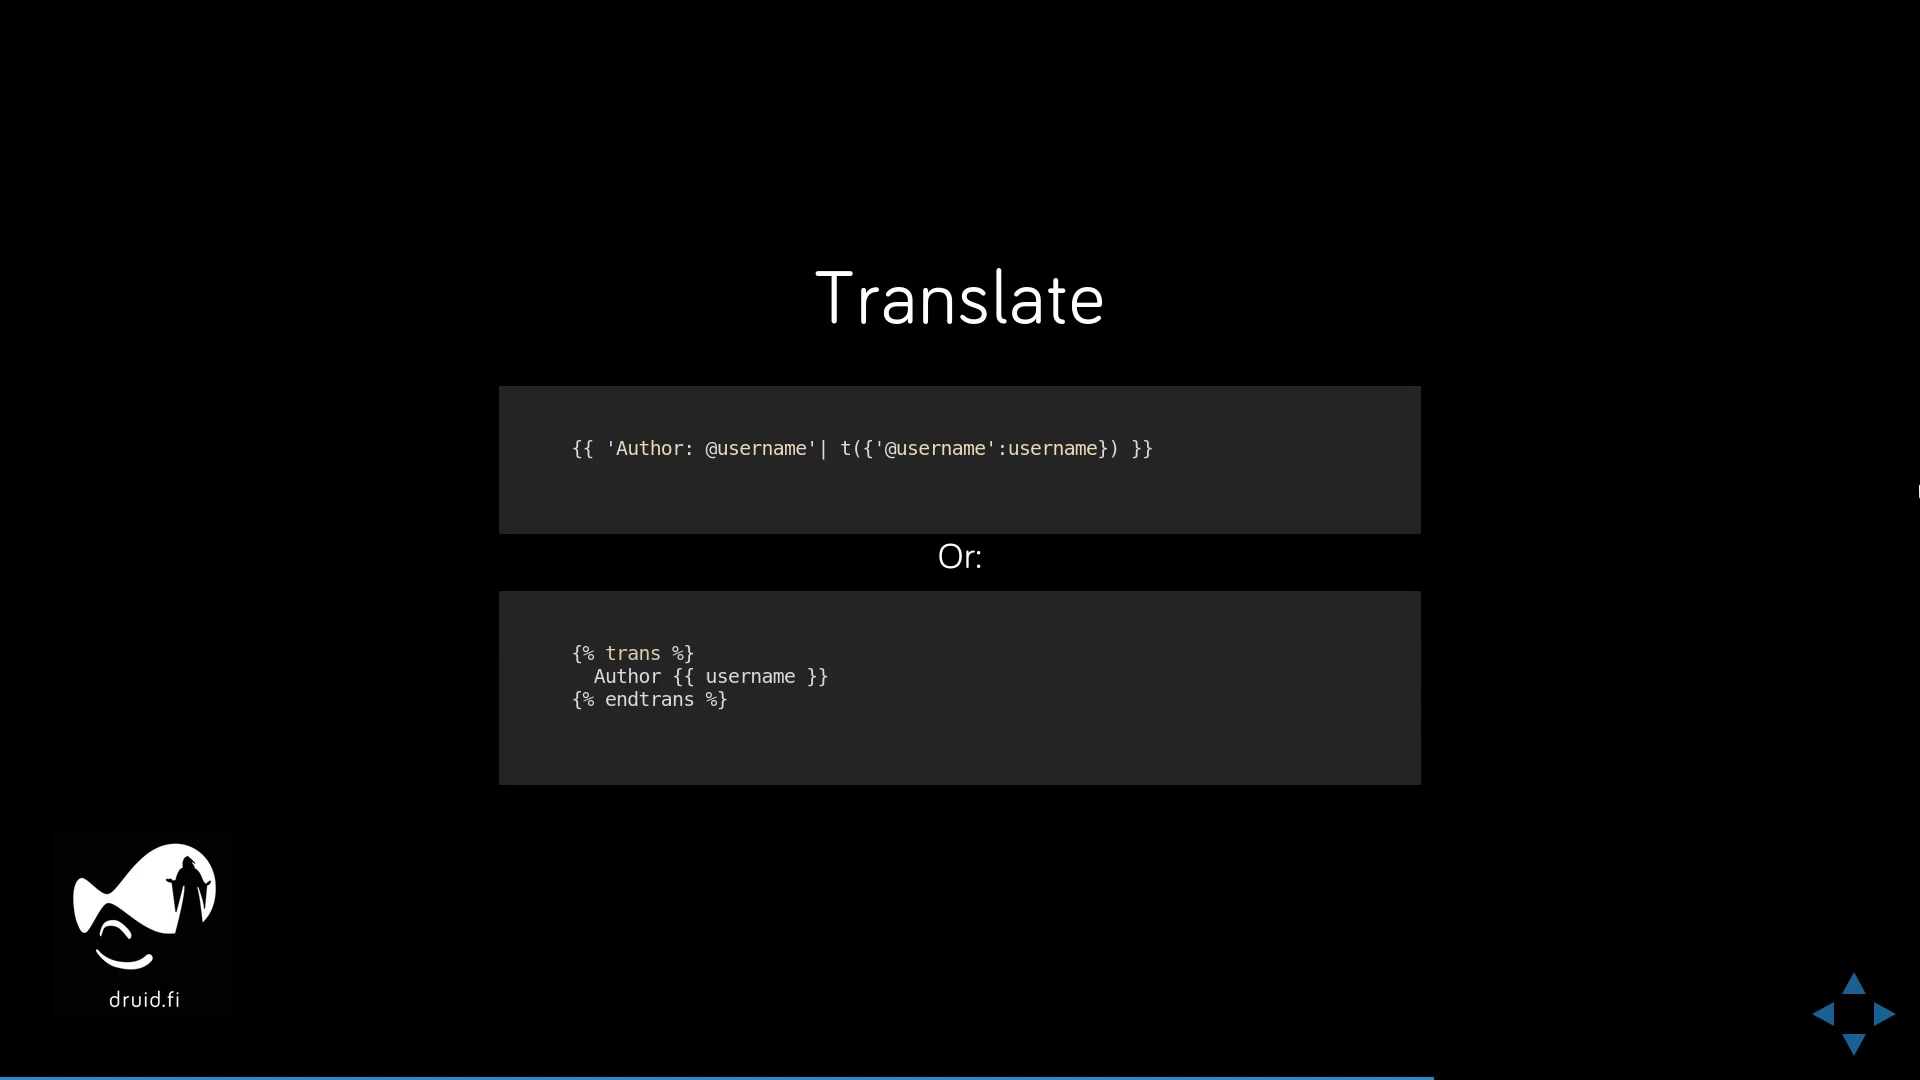 Translate
{{ 'Author: @username'| t({'@username':username}) }}
Or:
{% trans %}
Author {{ username }}
{% endtrans %}
druid.fi